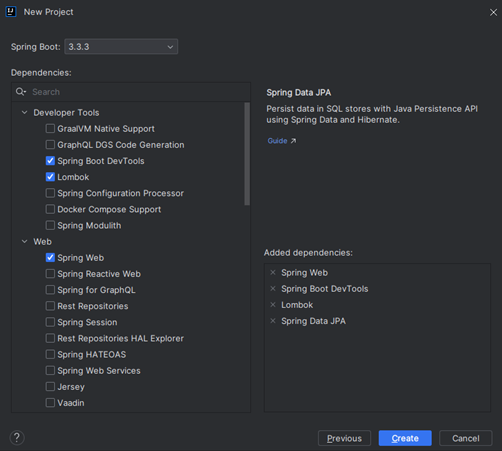 New Project
Spring Boot: 3.3.3
Dependencies:
Search
Developer Tools
GraalVM Native Support
GraphQL DGS Code Generation
Spring Boot DevTools
Lombok
Spring Configuration Processor
Docker Compose Support
Spring Modulith
Web
Spring Web
Spring Reactive Web
Spring for GraphQL
Rest Repositories
Spring Session
Rest Repositories HAL Explorer
Spring HATEOAS
Spring Web Services
Jersey
Vaadin
Spring Data JPA
Persist data in SQL stores with Java Persistence API
using Spring Data and Hibernate.
Guide ↗
Added dependencies:
× Spring Web
× Spring Boot DevTools
× Lombok
× Spring Data JPA
? Previous Create Cancel